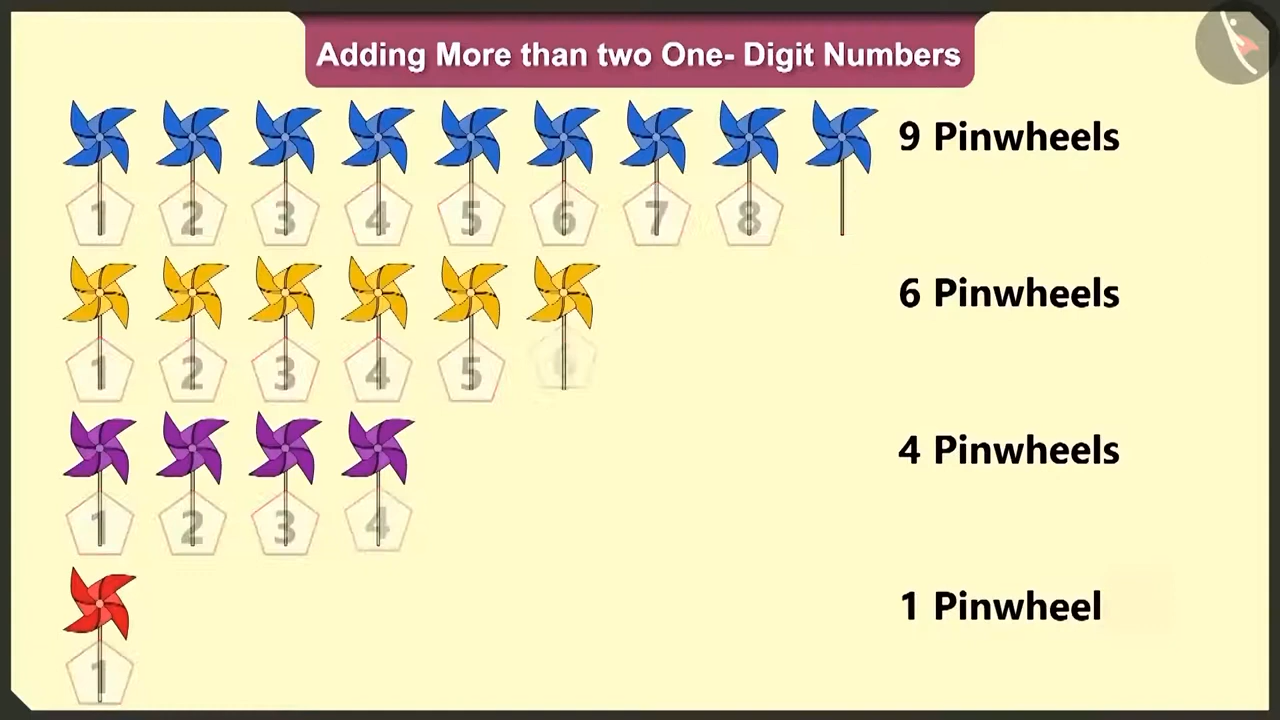 Adding More than two One- Digit Numbers
9 Pinwheels
1 2 3 4 5 6 7 8
6 Pinwheels
1 2 3 4 5 6
4 Pinwheels
1 2 3 4
1 Pinwheel
1